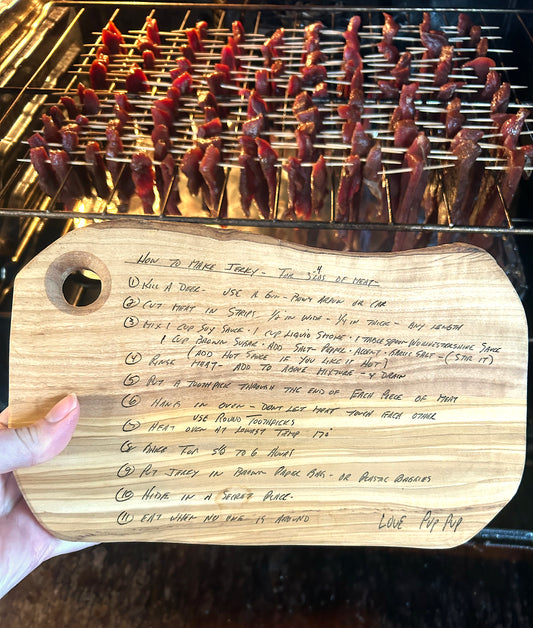 How to Make Jerky - For 3/4 lbs of meat
① Kill a Deer - Use a Gun - Bow & Arrow or Car
② Cut meat in strips 1/2 in wide - 1/4 in thick - any length
③ Mix 1 cup Soy Sauce · 1 cup Liquid Smoke · 1 tablespoon Worcestershire Sauce
1 cup Brown Sugar · Add Salt - Pepper · Accent · Garlic Salt - (Stir it)
(Add Hot Sauce if you like it hot)
④ Rinse meat - add to above mixture - & Drain
⑤ Put a toothpick through the end of each piece of meat
⑥ Hang in oven - don't let meat touch each other
use round toothpicks
⑦ Heat oven at lowest temp 170°
⑧ Bake for 5 to 6 hours
⑨ Put Jerky in Brown Paper Bag - or Plastic Baggies
⑩ Hide in a Secret Place.
⑪ Eat when no one is around
Love Pup Pup